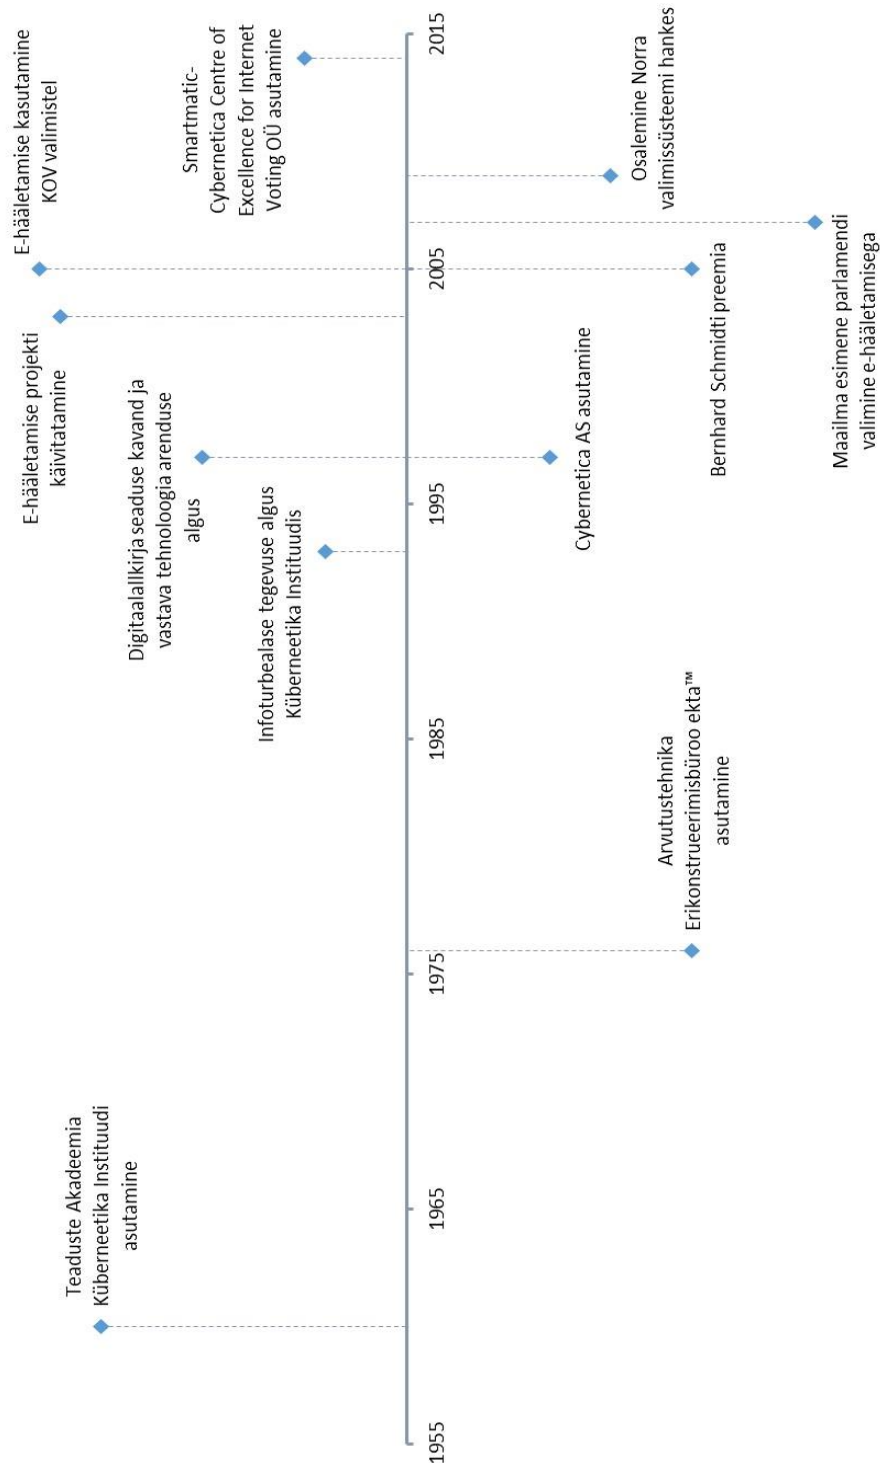 Teaduste Akadeemia
Küberneetika Instituudi
asutamine
Infoturbealase tegevuse algus
Küberneetika Instituudis
Digitaalallkirja seaduse kavand ja
vastava tehnoloogia arenduse
algus
E-hääletamise projekti
käivitatamine
E-hääletamise kasutamine
KOV valimistel
Smartmatic-
Cybernetica Centre of
Excellence for Internet
Voting OÜ asutamine
1955
1965
1975
1985
1995
2005
2015
Arvutustehnika
Erikonstrueerimisbüroo ekta™
asutamine
Cybernetica AS asutamine
Bernhard Schmidti preemia
Maailma esimene parlamendi
valimine e-hääletamisega
Osalemine Norra
valimissüsteemi hankes